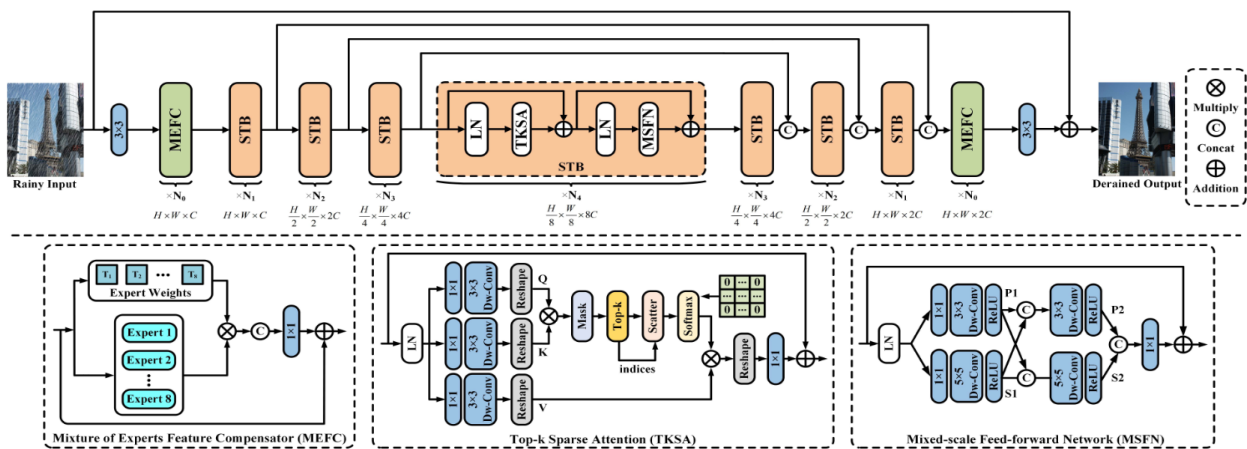 Rainy Input
3×3
MEFC
STB
STB
STB
LN
TKSA
LN
MSFN
STB
STB
C
STB
C
STB
C
MEFC
3×3
Derained Output
Multiply
C
Concat
Addition
×N₀
×N₁
×N₂
×N₃
×N₄
×N₃
×N₂
×N₁
×N₀
H×W×C
H×W×C
H/2×W/2×2C
H/4×W/4×4C
H/8×W/8×8C
H/4×W/4×4C
H/2×W/2×2C
H×W×2C
H×W×2C
T₁ T₂ ··· T₈
Expert Weights
Expert 1
Expert 2
Expert 8
C
1×1
Mixture of Experts Feature Compensator (MEFC)
LN
1×1
3×3 Dw-Conv
Reshape
Q
1×1
3×3 Dw-Conv
Reshape
K
1×1
3×3 Dw-Conv
Reshape
V
Mask
Top-k
Scatter
Softmax
indices
0 ··· 0
··· ··· ···
0 ··· 0
Reshape
1×1
Top-k Sparse Attention (TKSA)
LN
1×1
3×3 Dw-Conv
ReLU
P1
C
3×3 Dw-Conv
ReLU
P2
1×1
5×5 Dw-Conv
ReLU
S1
C
5×5 Dw-Conv
ReLU
S2
C
1×1
Mixed-scale Feed-forward Network (MSFN)